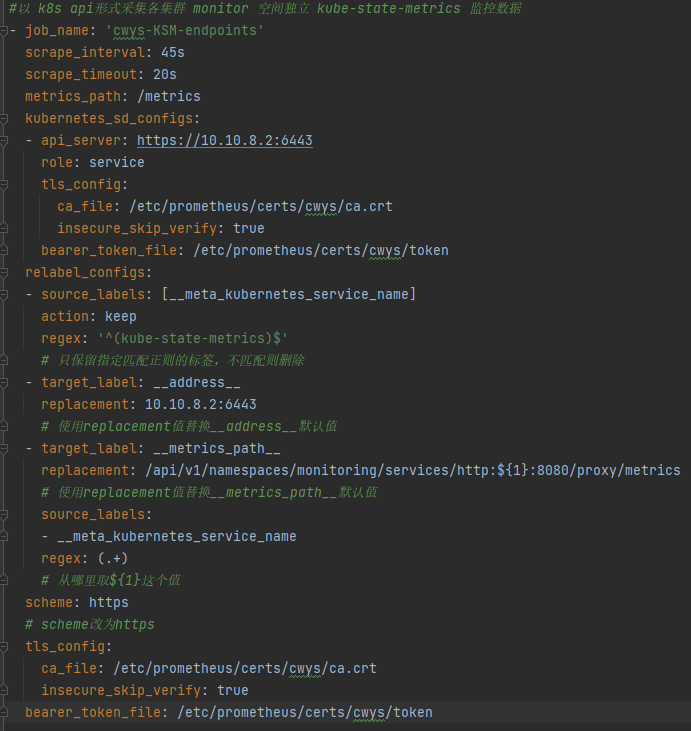 #以 k8s api形式采集各集群 monitor 空间独立 kube-state-metrics 监控数据
- job_name: 'cwys-KSM-endpoints'
  scrape_interval: 45s
  scrape_timeout: 20s
  metrics_path: /metrics
  kubernetes_sd_configs:
  - api_server: https://10.10.8.2:6443
    role: service
    tls_config:
      ca_file: /etc/prometheus/certs/cwys/ca.crt
      insecure_skip_verify: true
    bearer_token_file: /etc/prometheus/certs/cwys/token
  relabel_configs:
  - source_labels: [__meta_kubernetes_service_name]
    action: keep
    regex: '^(kube-state-metrics)$'
    # 只保留指定匹配正则的标签，不匹配则删除
  - target_label: __address__
    replacement: 10.10.8.2:6443
    # 使用replacement值替换__address__默认值
  - target_label: __metrics_path__
    replacement: /api/v1/namespaces/monitoring/services/http:${1}:8080/proxy/metrics
    # 使用replacement值替换__metrics_path__默认值
    source_labels:
    - __meta_kubernetes_service_name
    regex: (.+)
    # 从哪里取${1}这个值
  scheme: https
  # scheme改为https
  tls_config:
    ca_file: /etc/prometheus/certs/cwys/ca.crt
    insecure_skip_verify: true
  bearer_token_file: /etc/prometheus/certs/cwys/token